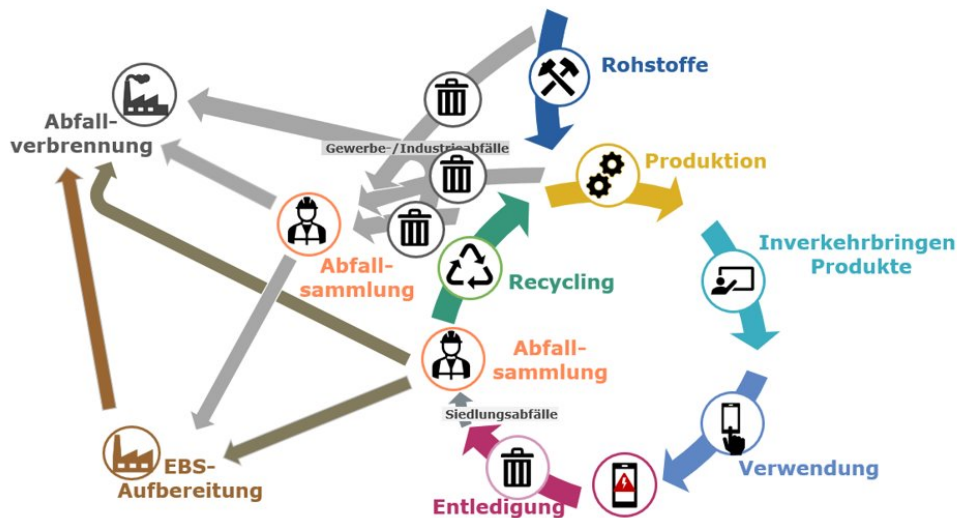 Rohstoffe
Abfall-
verbrennung
Gewerbe-/Industrieabfälle
Produktion
Inverkehrbringen
Produkte
Abfall-
sammlung
Recycling
Abfall-
sammlung
Siedlungsabfälle
EBS-
Aufbereitung
Verwendung
Entledigung